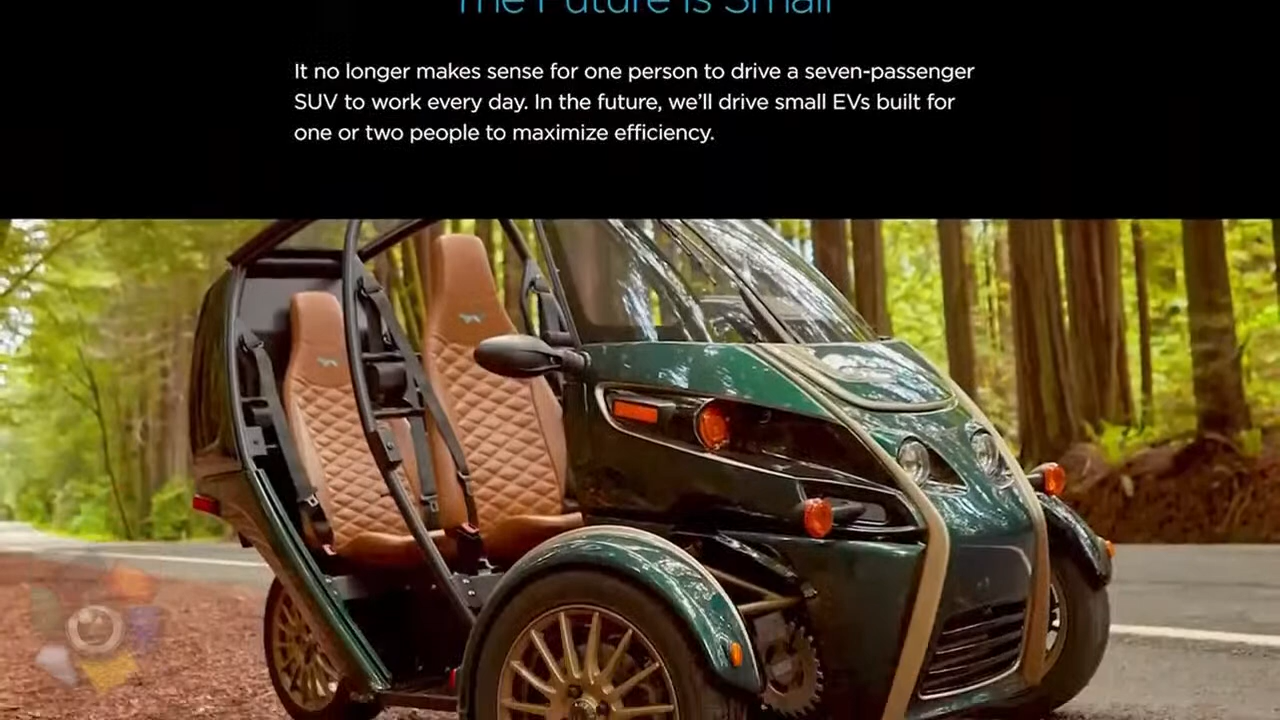 The Future is Small
It no longer makes sense for one person to drive a seven-passenger
SUV to work every day. In the future, we'll drive small EVs built for
one or two people to maximize efficiency.